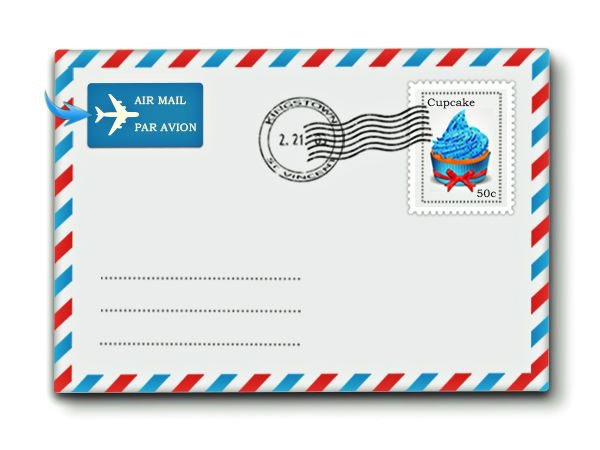 AIR MAIL
PAR AVION
KINGSTOWN
2.21.
ST. VINCENT
Cupcake
50c